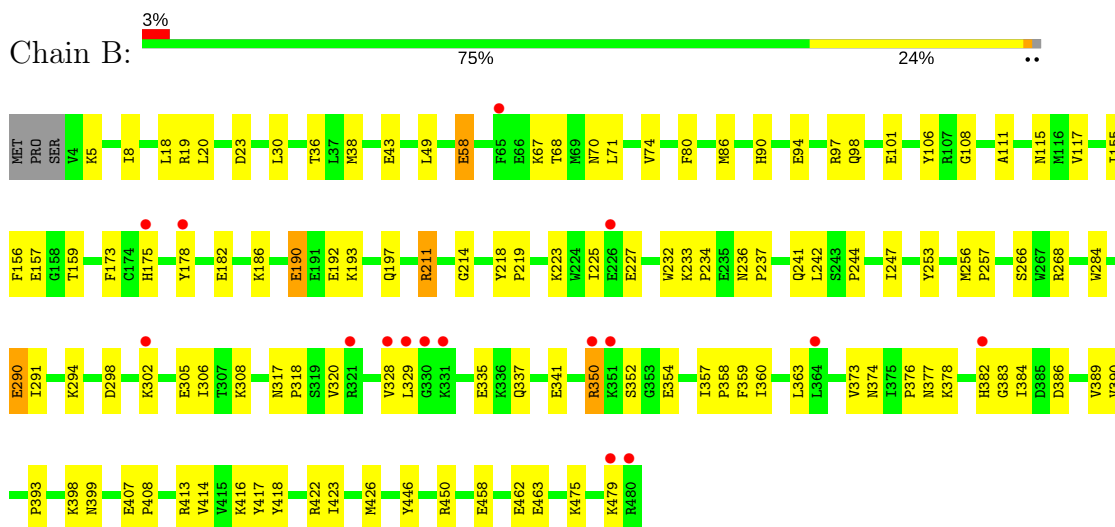 3%
Chain B:
75% 24% ••
MET PRO SER V4 K5 I8 L18 R19 L20 D23 L30 T36 L37 M38 E43 L49 E58 F65 E66 K67 T68 M69 N70 L71 V74 F80 M86 H90 E94 R97 Q98 E101 Y106 R107 G108 A111 N115 M116 V117 I155
F156 E157 G158 T159 F173 C174 H175 Y178 E182 K186 E190 E191 E192 K193 Q197 R211 G214 Y218 P219 K223 W224 I225 E226 E227 W232 K233 P234 E235 N236 P237 Q241 L242 S243 P244 I247 Y253 M256 P257 S266 W267 R268 W284
E290 I291 K294 D298 K302 E305 I306 T307 K308 N317 P318 S319 V320 R321 V328 L329 G330 K331 E335 K336 Q337 E341 R350 K351 S352 G353 E354 I357 P358 F359 I360 L363 L364 V373 N374 I375 P376 N377 K378 H382 G383 I384 D385 D386 V389
P393 K398 N399 E407 P408 R413 V414 V415 K416 Y417 Y418 R422 I423 M426 Y446 R450 E458 E462 E463 K475 K479 R480